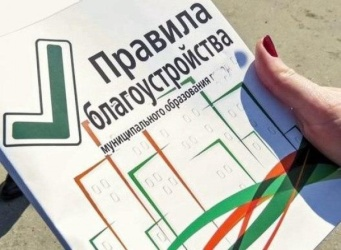 Правила
благоустройства
муниципального образования